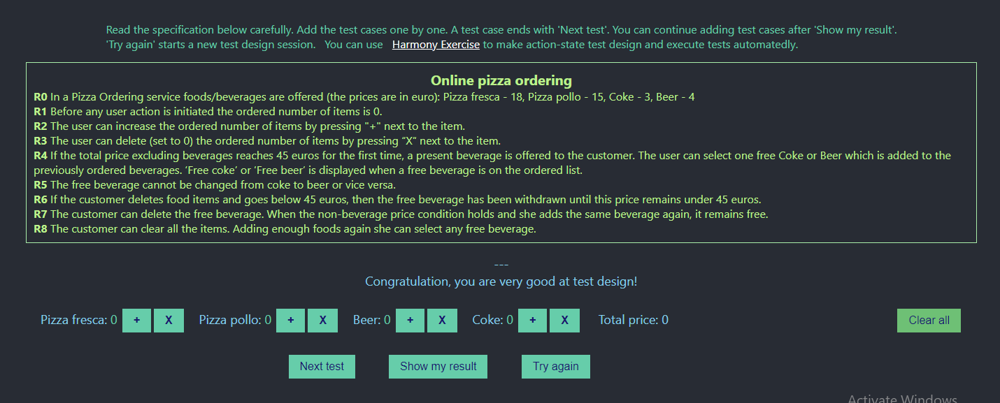 Read the specification below carefully. Add the test cases one by one. A test case ends with 'Next test'. You can continue adding test cases after 'Show my result'.
'Try again' starts a new test design session. You can use Harmony Exercise to make action-state test design and execute tests automatedly.
Online pizza ordering
R0 In a Pizza Ordering service foods/beverages are offered (the prices are in euro): Pizza fresca - 18, Pizza pollo - 15, Coke - 3, Beer - 4
R1 Before any user action is initiated the ordered number of items is 0.
R2 The user can increase the ordered number of items by pressing "+" next to the item.
R3 The user can delete (set to 0) the ordered number of items by pressing “X” next to the item.
R4 If the total price excluding beverages reaches 45 euros for the first time, a present beverage is offered to the customer. The user can select one free Coke or Beer which is added to the
previously ordered beverages. ‘Free coke’ or ‘Free beer’ is displayed when a free beverage is on the ordered list.
R5 The free beverage cannot be changed from coke to beer or vice versa.
R6 If the customer deletes food items and goes below 45 euros, then the free beverage has been withdrawn until this price remains under 45 euros.
R7 The customer can delete the free beverage. When the non-beverage price condition holds and she adds the same beverage again, it remains free.
R8 The customer can clear all the items. Adding enough foods again she can select any free beverage.
---
Congratulation, you are very good at test design!
Pizza fresca: 0 + X Pizza pollo: 0 + X Beer: 0 + X Coke: 0 + X Total price: 0 Clear all
Next test Show my result Try again
Activate Windows